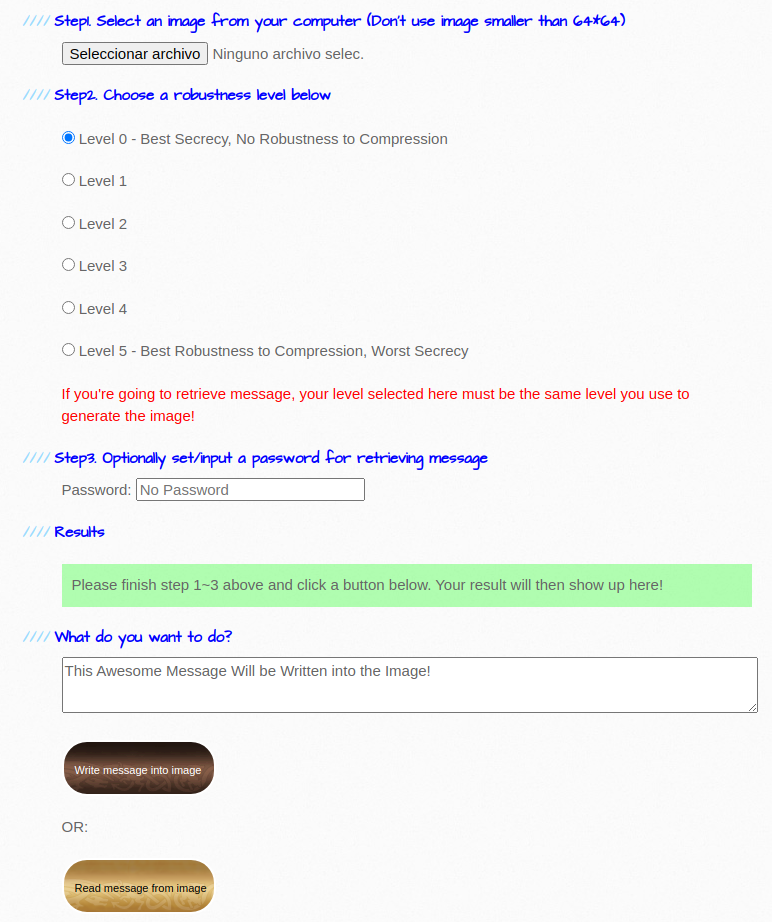 //// Step1. Select an image from your computer (Don't use image smaller than 64*64)
Seleccionar archivo Ninguno archivo selec.
//// Step2. Choose a robustness level below
Level 0 - Best Secrecy, No Robustness to Compression
Level 1
Level 2
Level 3
Level 4
Level 5 - Best Robustness to Compression, Worst Secrecy
If you're going to retrieve message, your level selected here must be the same level you use to
generate the image!
//// Step3. Optionally set/input a password for retrieving message
Password: No Password
//// Results
Please finish step 1~3 above and click a button below. Your result will then show up here!
//// What do you want to do?
This Awesome Message Will be Written into the Image!
Write message into image
OR:
Read message from image